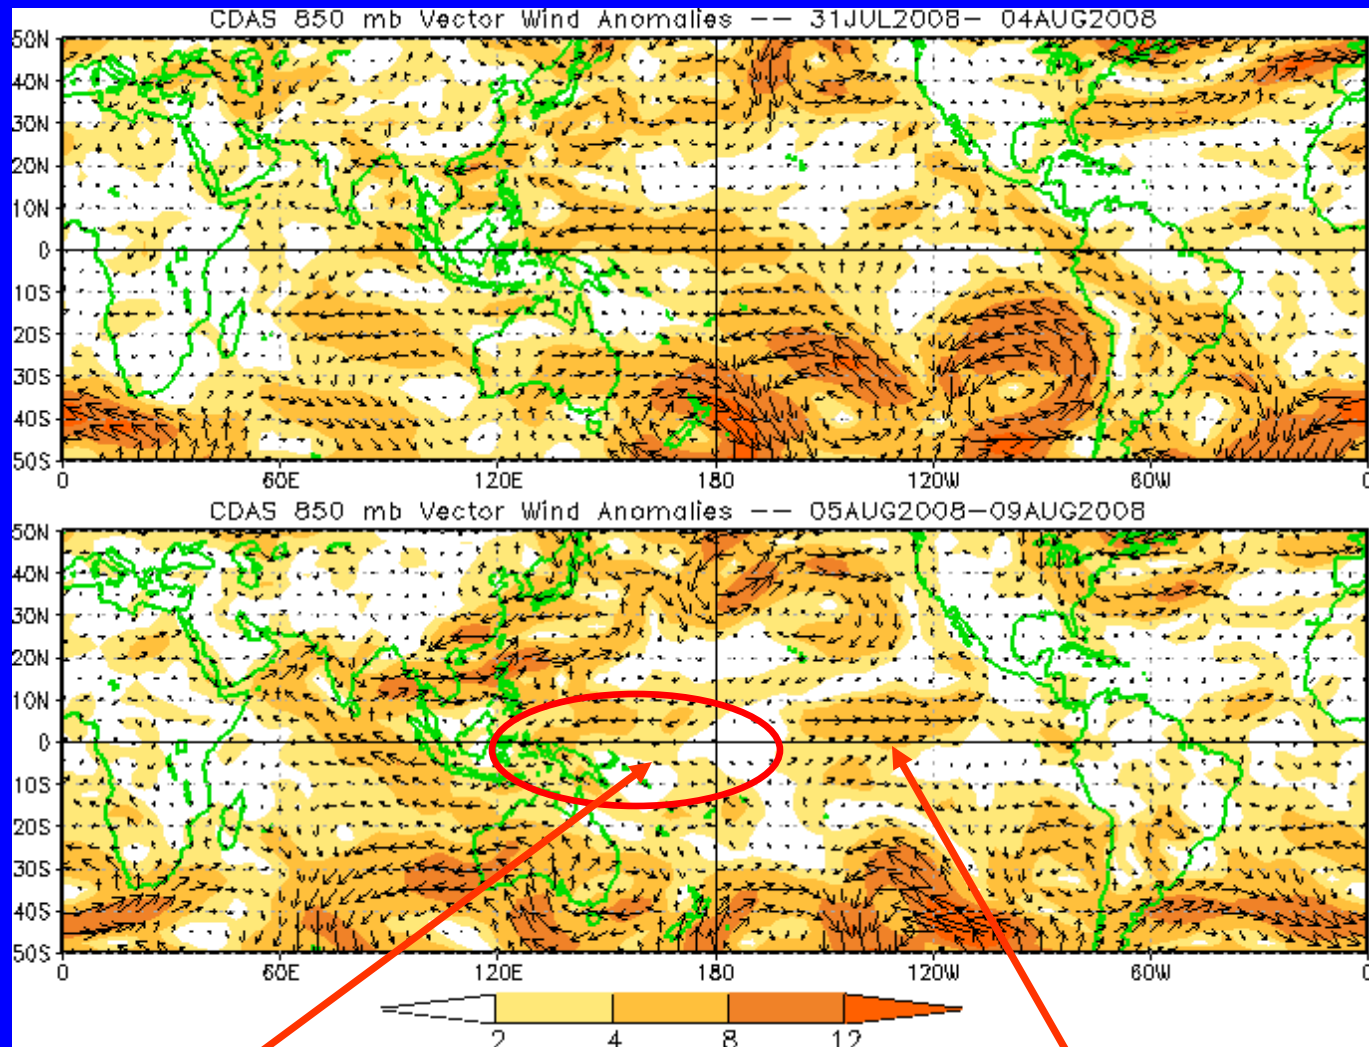 CDAS 850 mb Vector Wind Anomalies -- 31JUL2008- 04AUG2008
50N
40N
30N
20N
10N
0
10S
20S
30S
40S
50S
0 60E 120E 180 120W 60W 0
CDAS 850 mb Vector Wind Anomalies -- 05AUG2008-09AUG2008
50N
40N
30N
20N
10N
0
10S
20S
30S
40S
50S
0 60E 120E 180 120W 60W 0
2 4 8 12